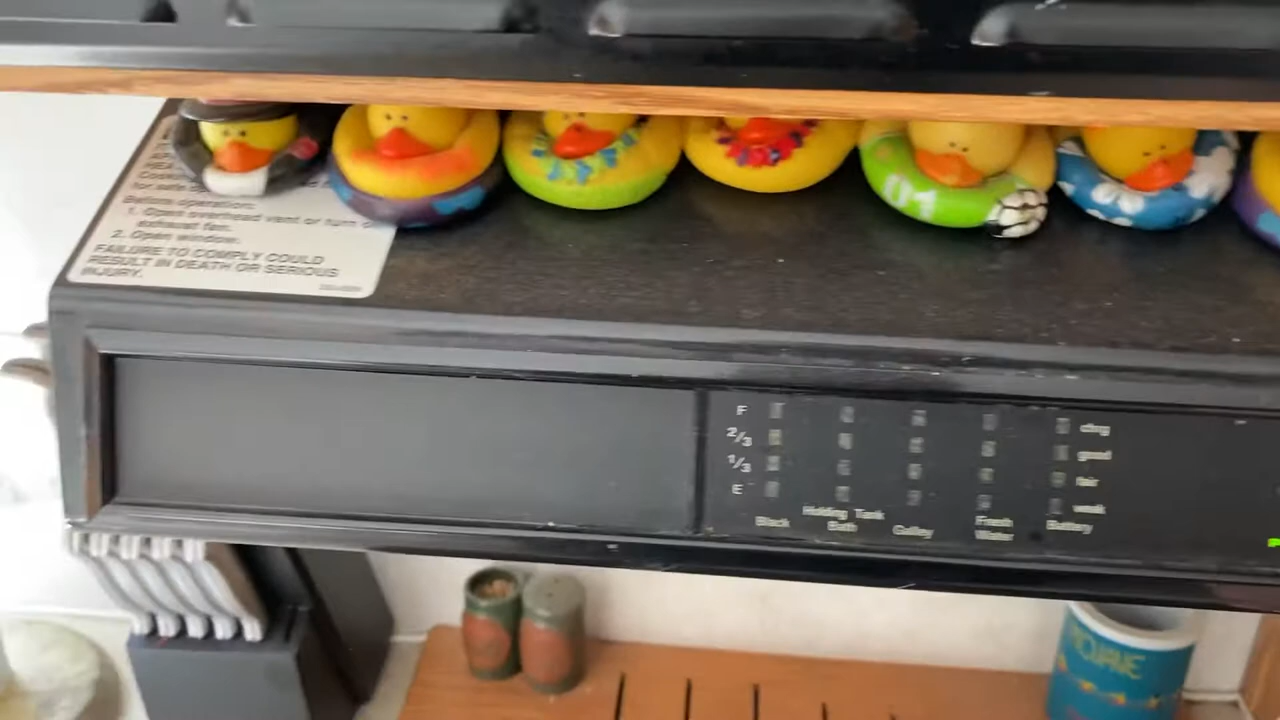 Before operation:
1. Open overhead vent or turn
exhaust fan.
2. Open window.
FAILURE TO COMPLY COULD
RESULT IN DEATH OR SERIOUS
INJURY.
01
F
2/3
1/3
E
chrg
good
fair
weak
Black
Holding Tank
Bath
Galley
Fresh
Water
Battery